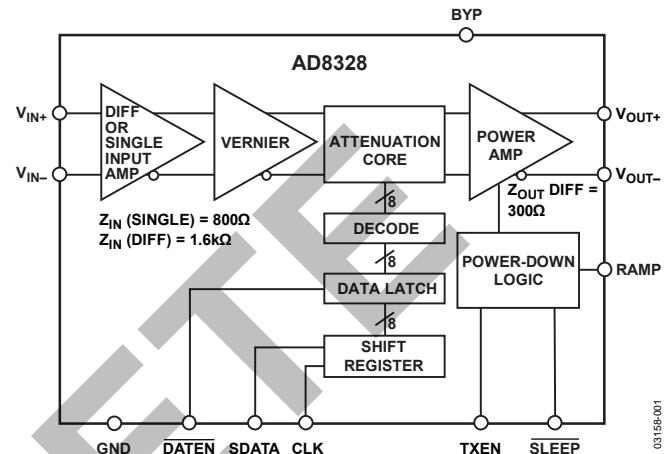 BYP
AD8328
VIN+
VIN–
DIFF
OR
SINGLE
INPUT
AMP
VERNIER
ATTENUATION
CORE
POWER
AMP
VOUT+
VOUT–
ZIN (SINGLE) = 800Ω
ZIN (DIFF) = 1.6kΩ
ZOUT DIFF =
300Ω
8
DECODE
8
DATA LATCH
8
SHIFT
REGISTER
POWER-DOWN
LOGIC
RAMP
GND
DATEN
SDATA
CLK
TXEN
SLEEP
03158-001
ETE